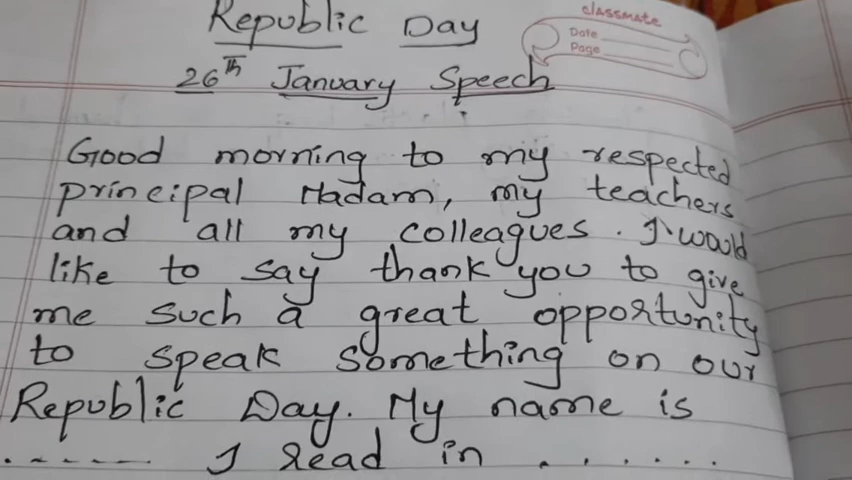 Republic Day
classmate
Date
Page
26th January Speech
Good morning to my respected
principal Madam, my teachers
and all my colleagues. I would
like to say thank you to give
me such a great opportunity
to speak something on our
Republic Day. My name is
.------ I read in . . . . . . .